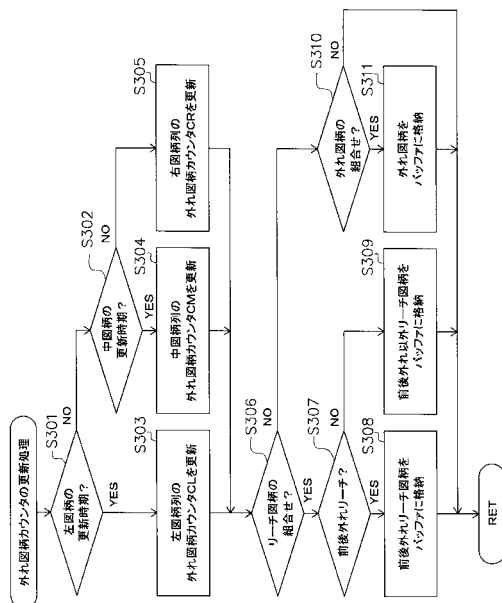 外れ図柄カウンタの更新処理
S301
左図柄の
更新時期？
NO
YES
S302
中図柄の
更新時期？
NO
YES
S303
左図柄列の
外れ図柄カウンタCLを更新
S304
中図柄列の
外れ図柄カウンタCMを更新
S305
右図柄列の
外れ図柄カウンタCRを更新
S306
リーチ図柄の
組合せ？
NO
YES
S307
前後外れリーチ？
NO
YES
S308
前後外れリーチ図柄を
バッファに格納
S309
前後外れ以外リーチ図柄を
バッファに格納
S310
外れ図柄の
組合せ？
NO
YES
S311
外れ図柄を
バッファに格納
RET